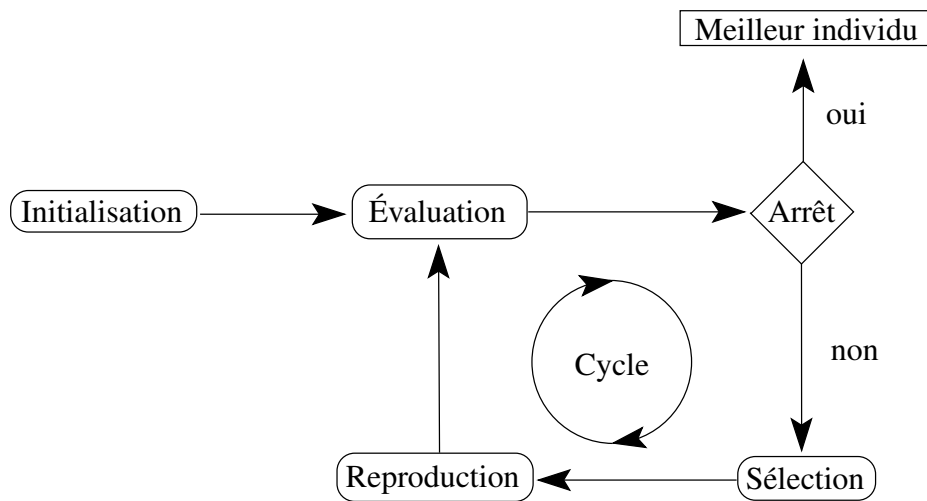 Meilleur individu
oui
Initialisation
Évaluation
Arrêt
non
Cycle
Reproduction
Sélection